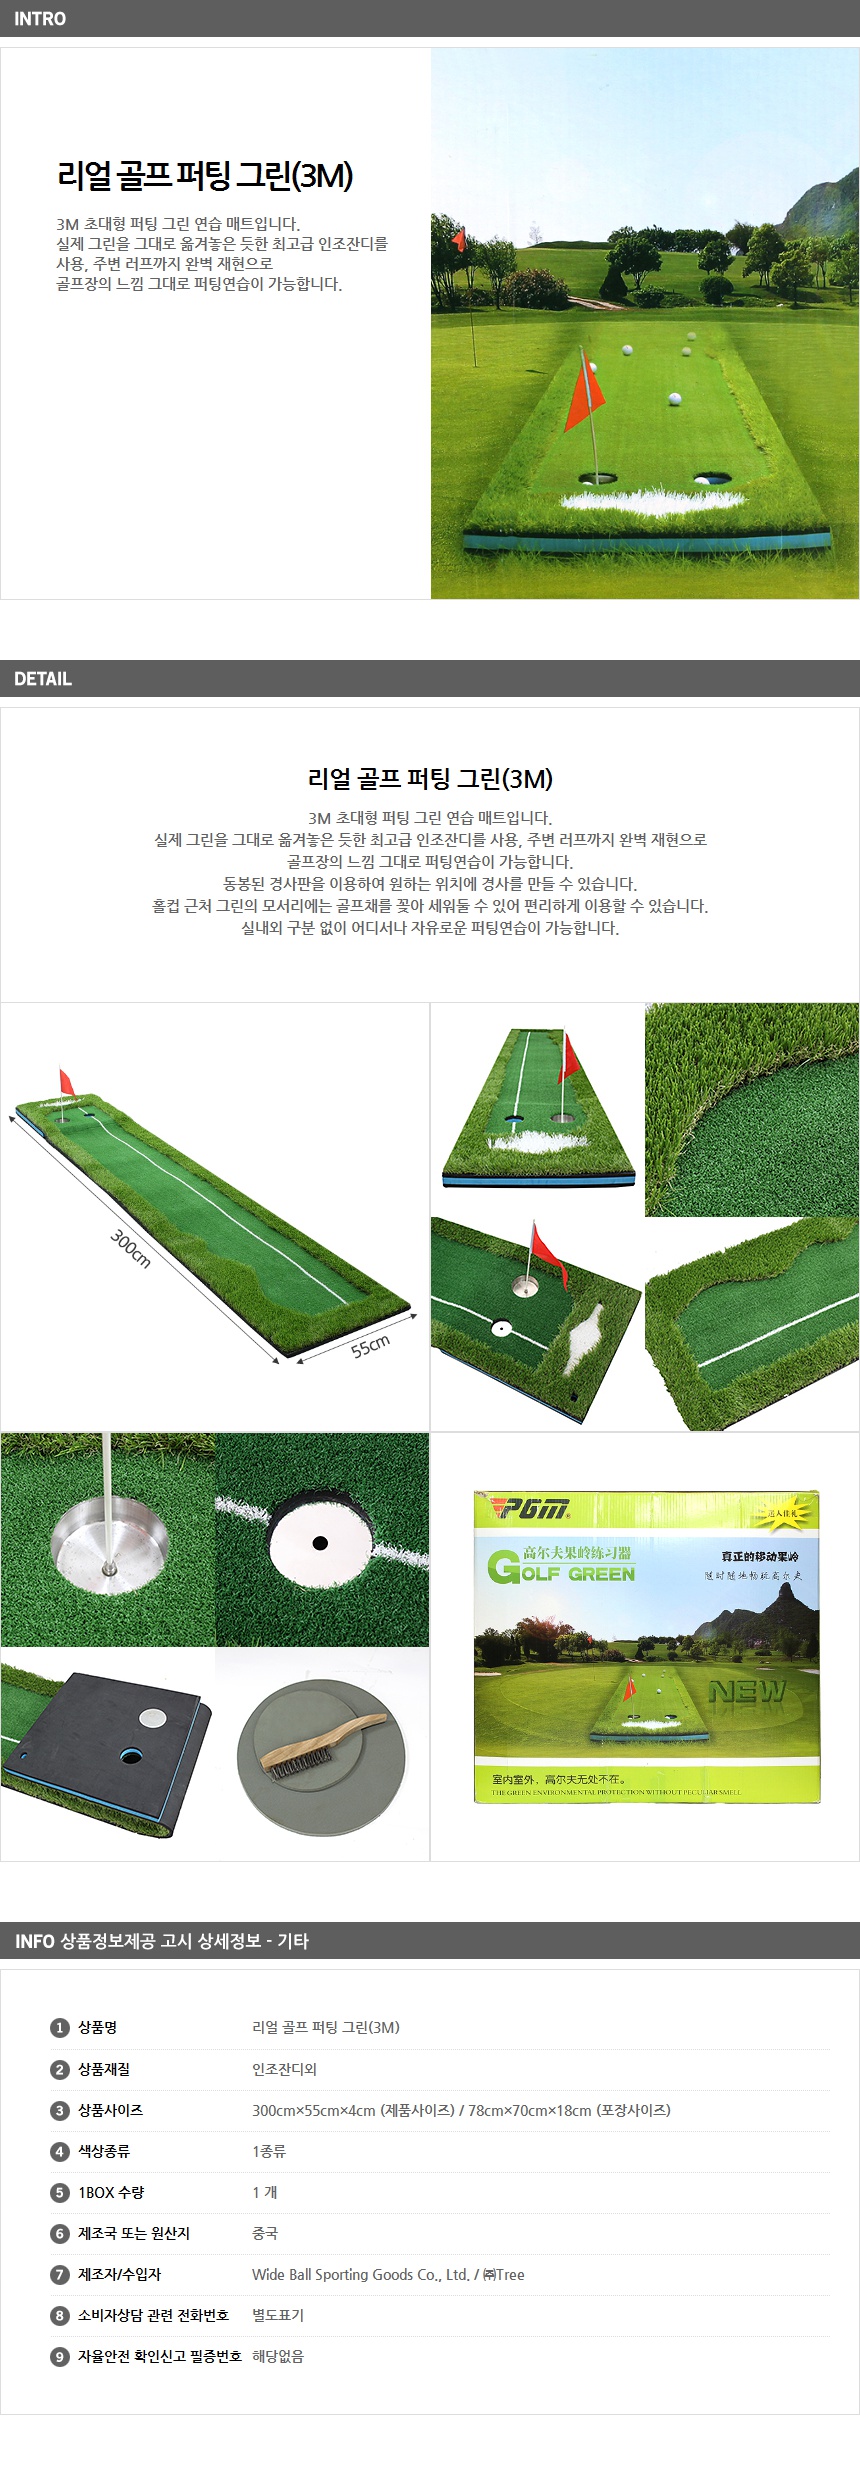 INTRO
리얼 골프 퍼팅 그린(3M)
3M 초대형 퍼팅 그린 연습 매트입니다.
실제 그린을 그대로 옮겨놓은 듯한 최고급 인조잔디를
사용, 주변 러프까지 완벽 재현으로
골프장의 느낌 그대로 퍼팅연습이 가능합니다.
DETAIL
리얼 골프 퍼팅 그린(3M)
3M 초대형 퍼팅 그린 연습 매트입니다.
실제 그린을 그대로 옮겨놓은 듯한 최고급 인조잔디를 사용, 주변 러프까지 완벽 재현으로
골프장의 느낌 그대로 퍼팅연습이 가능합니다.
동봉된 경사판을 이용하여 원하는 위치에 경사를 만들 수 있습니다.
홀컵 근처 그린의 모서리에는 골프채를 꽂아 세워둘 수 있어 편리하게 이용할 수 있습니다.
실내외 구분 없이 어디서나 자유로운 퍼팅연습이 가능합니다.
300cm
55cm
PGM
送人佳礼
高尔夫果岭练习器
GOLF GREEN
真正的移动果岭
随时随地畅玩高尔夫
NEW
室内室外，高尔夫无处不在。
THE GREEN ENVIRONMENTAL PROTECTION WITHOUT PECULIAR SMELL
INFO 상품정보제공 고시 상세정보 - 기타
1 상품명 리얼 골프 퍼팅 그린(3M)
2 상품재질 인조잔디외
3 상품사이즈 300cm×55cm×4cm (제품사이즈) / 78cm×70cm×18cm (포장사이즈)
4 색상종류 1종류
5 1BOX 수량 1 개
6 제조국 또는 원산지 중국
7 제조자/수입자 Wide Ball Sporting Goods Co., Ltd. / ㈜Tree
8 소비자상담 관련 전화번호 별도표기
9 자율안전 확인신고 필증번호 해당없음